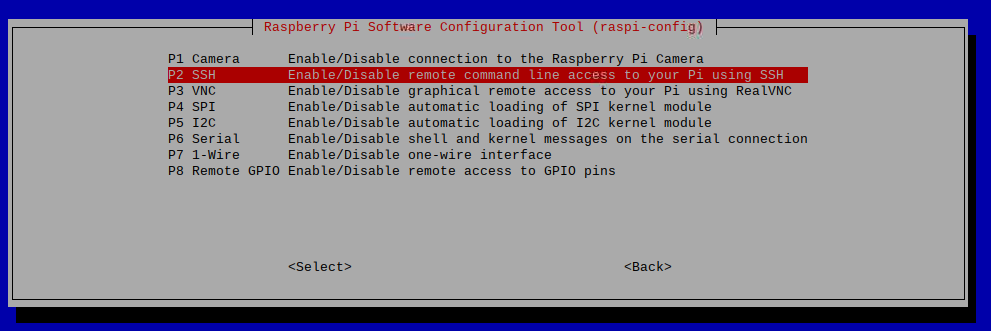 Raspberry Pi Software Configuration Tool (raspi-config)
P1 Camera Enable/Disable connection to the Raspberry Pi Camera
P2 SSH Enable/Disable remote command line access to your Pi using SSH
P3 VNC Enable/Disable graphical remote access to your Pi using RealVNC
P4 SPI Enable/Disable automatic loading of SPI kernel module
P5 I2C Enable/Disable automatic loading of I2C kernel module
P6 Serial Enable/Disable shell and kernel messages on the serial connection
P7 1-Wire Enable/Disable one-wire interface
P8 Remote GPIO Enable/Disable remote access to GPIO pins
<Select> <Back>